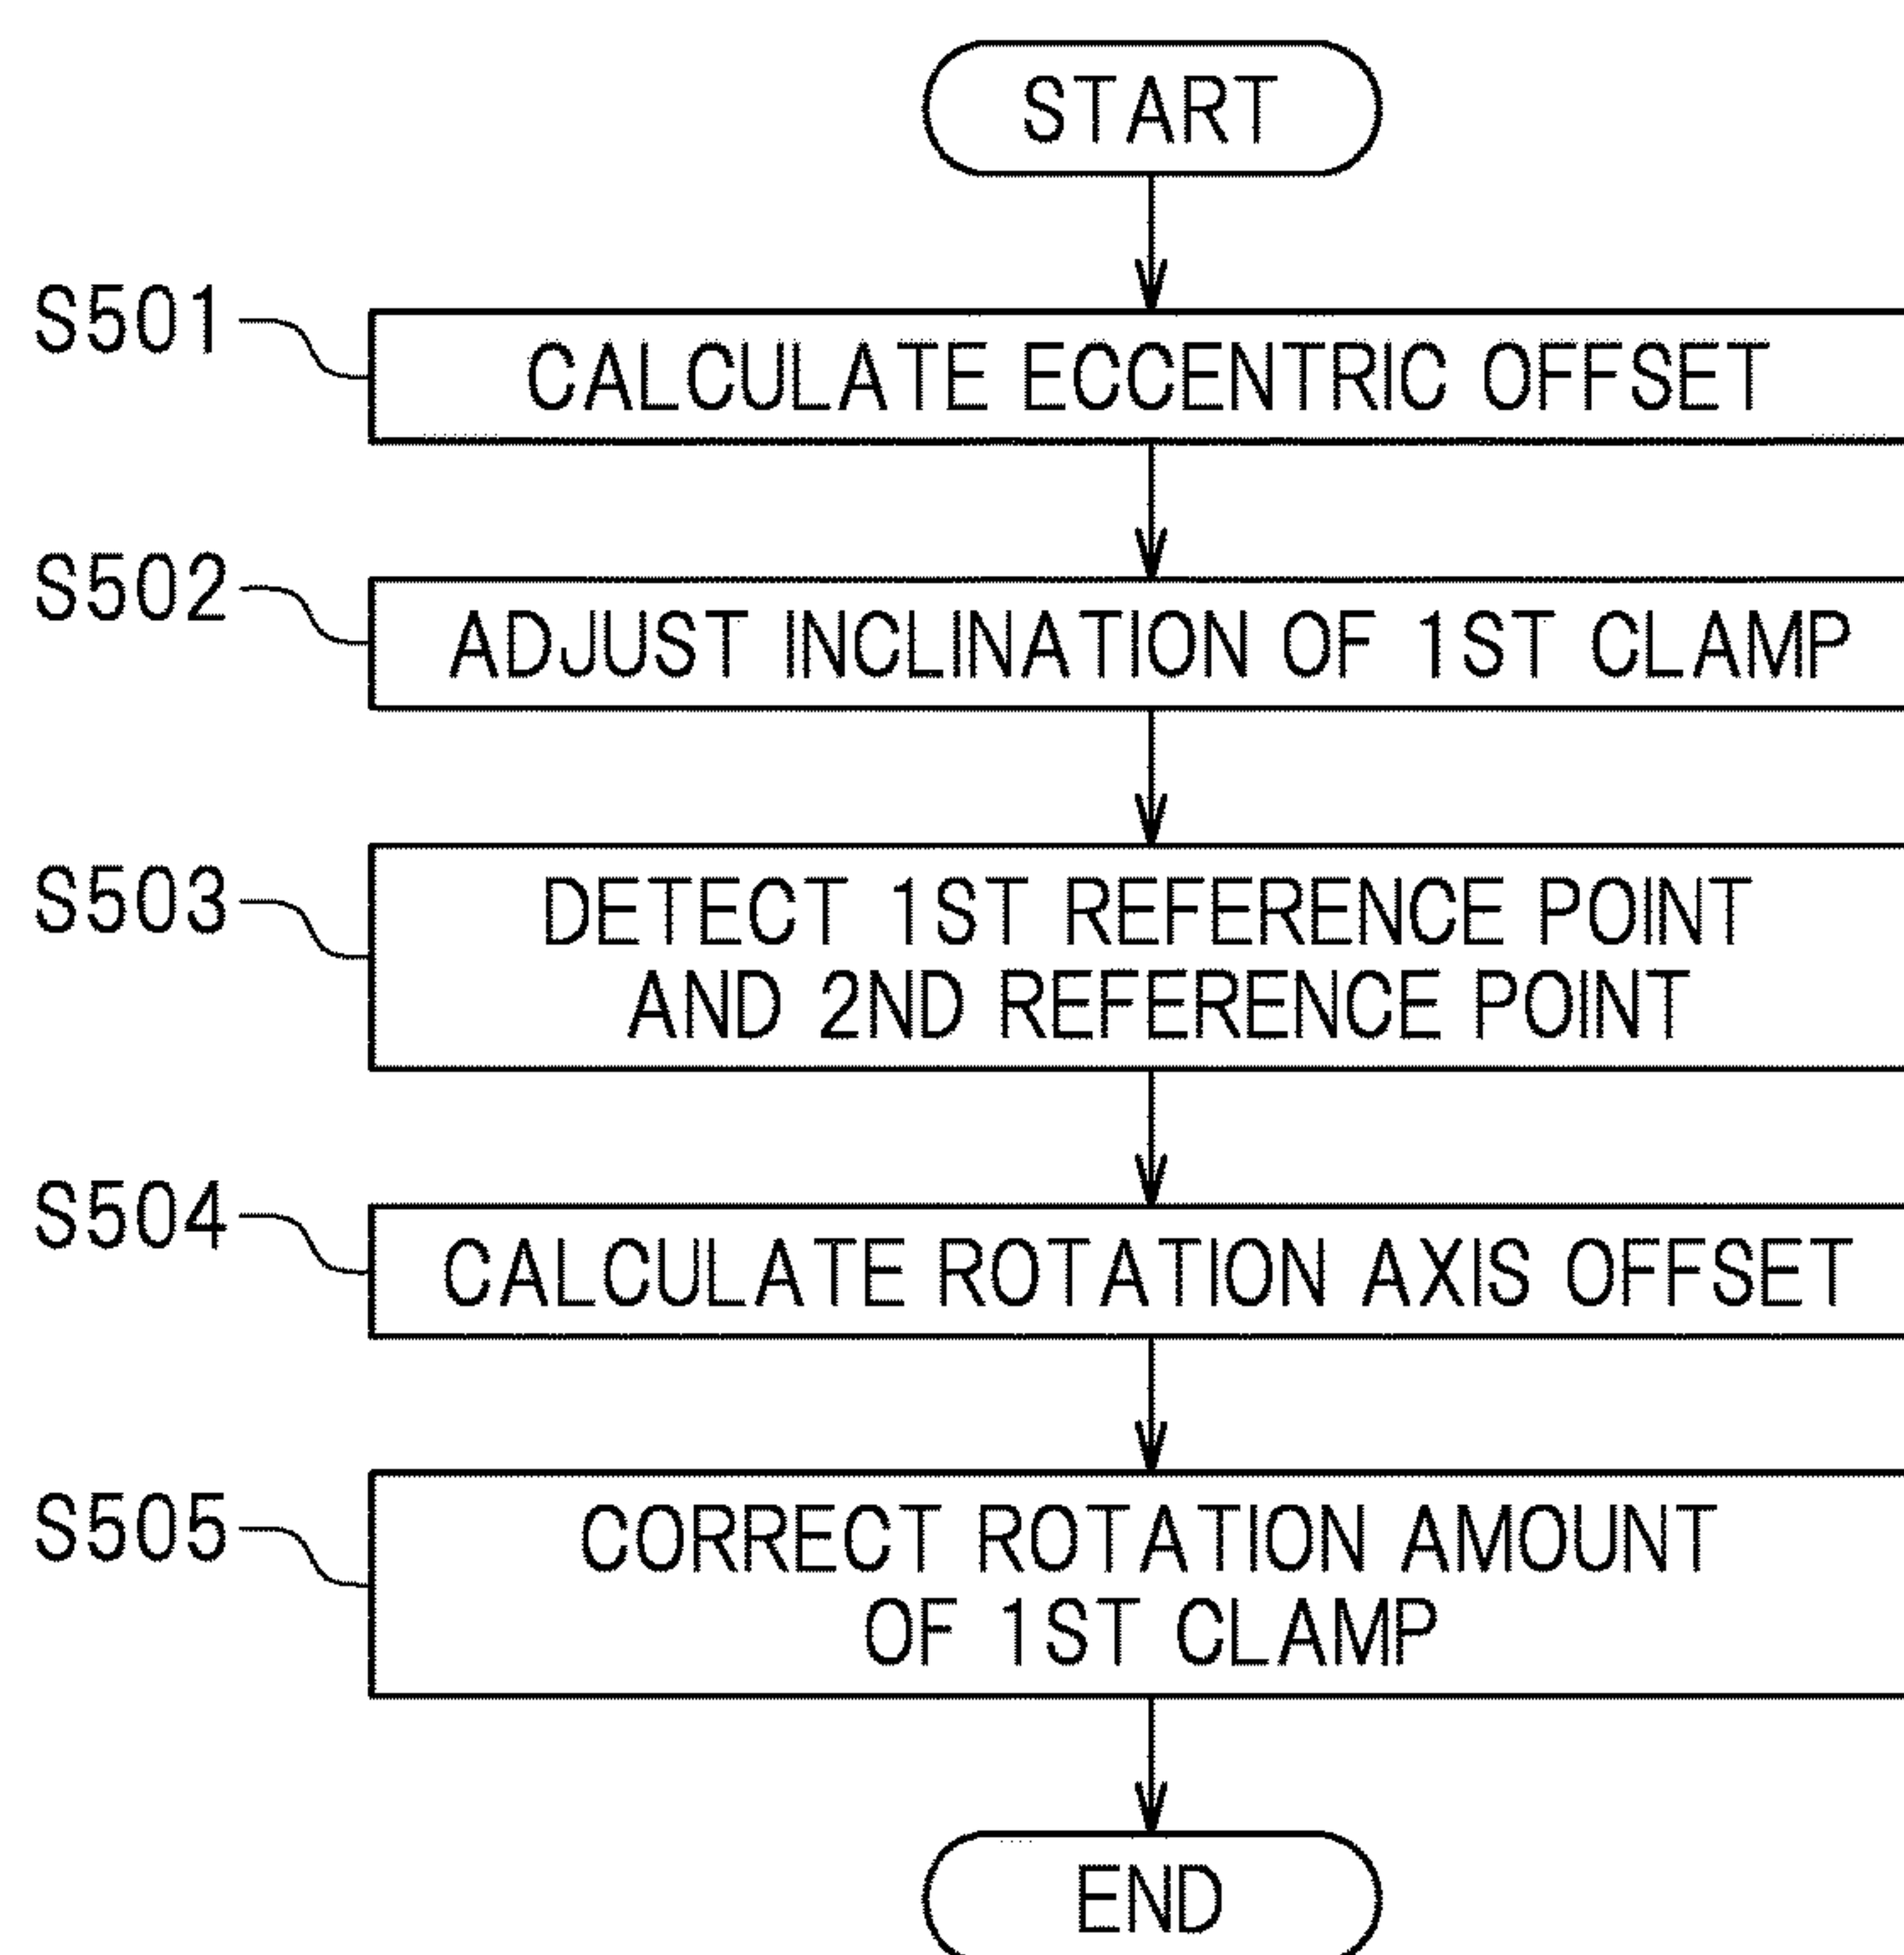 START
S501
CALCULATE ECCENTRIC OFFSET
S502
ADJUST INCLINATION OF 1ST CLAMP
S503
DETECT 1ST REFERENCE POINT
AND 2ND REFERENCE POINT
S504
CALCULATE ROTATION AXIS OFFSET
S505
CORRECT ROTATION AMOUNT
OF 1ST CLAMP
END